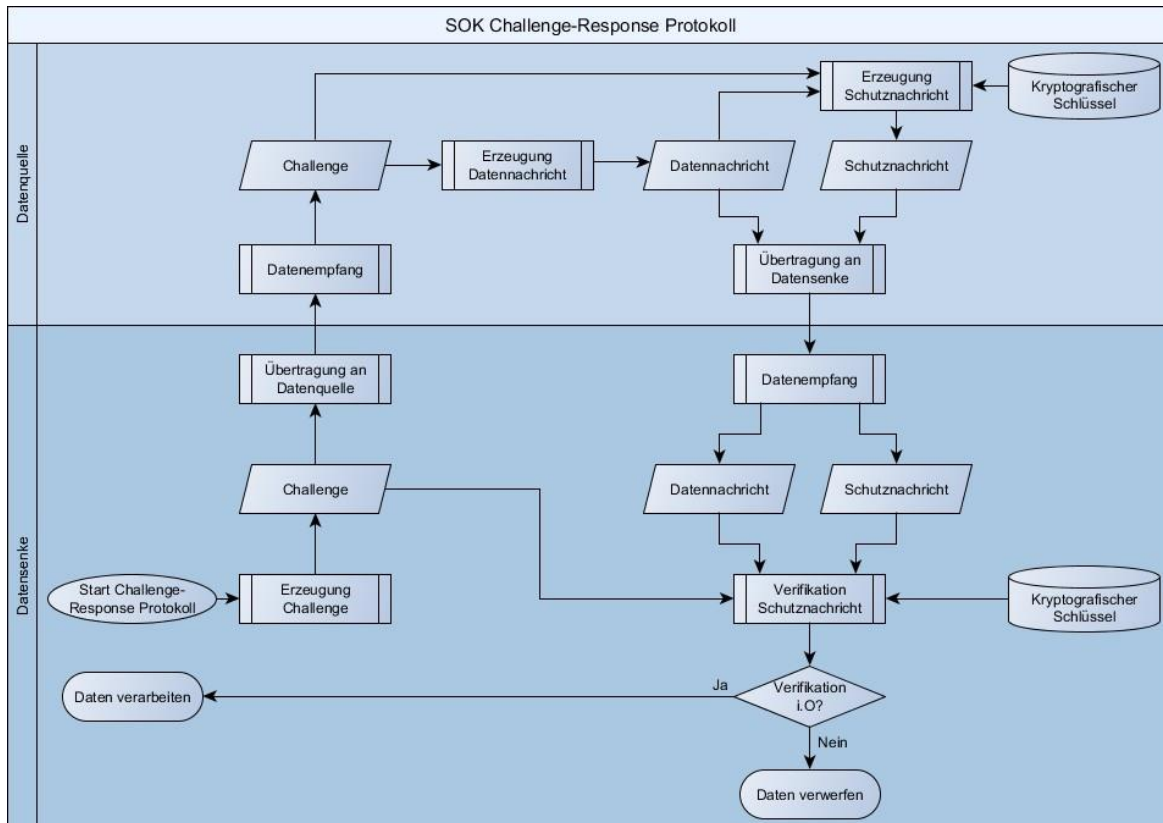 SOK Challenge-Response Protokoll
Datenquelle
Erzeugung
Schutznachricht
Kryptografischer
Schlüssel
Challenge
Erzeugung
Datennachricht
Datennachricht
Schutznachricht
Datenempfang
Übertragung an
Datensenke
Datensenke
Übertragung an
Datenquelle
Datenempfang
Challenge
Datennachricht
Schutznachricht
Start Challenge-
Response Protokoll
Erzeugung
Challenge
Verifikation
Schutznachricht
Kryptografischer
Schlüssel
Daten verarbeiten
Ja
Verifikation
i.O?
Nein
Daten verwerfen